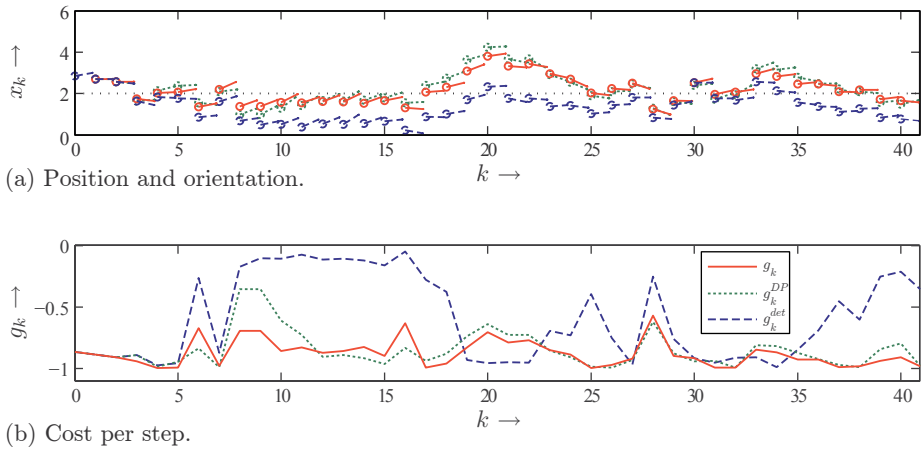 6
4
2
0
x_k →
0 5 10 15 20 25 30 35 40
k →
(a) Position and orientation.
0
−0.5
−1
g_k →
g_k
g_k^{DP}
g_k^{det}
0 5 10 15 20 25 30 35 40
k →
(b) Cost per step.